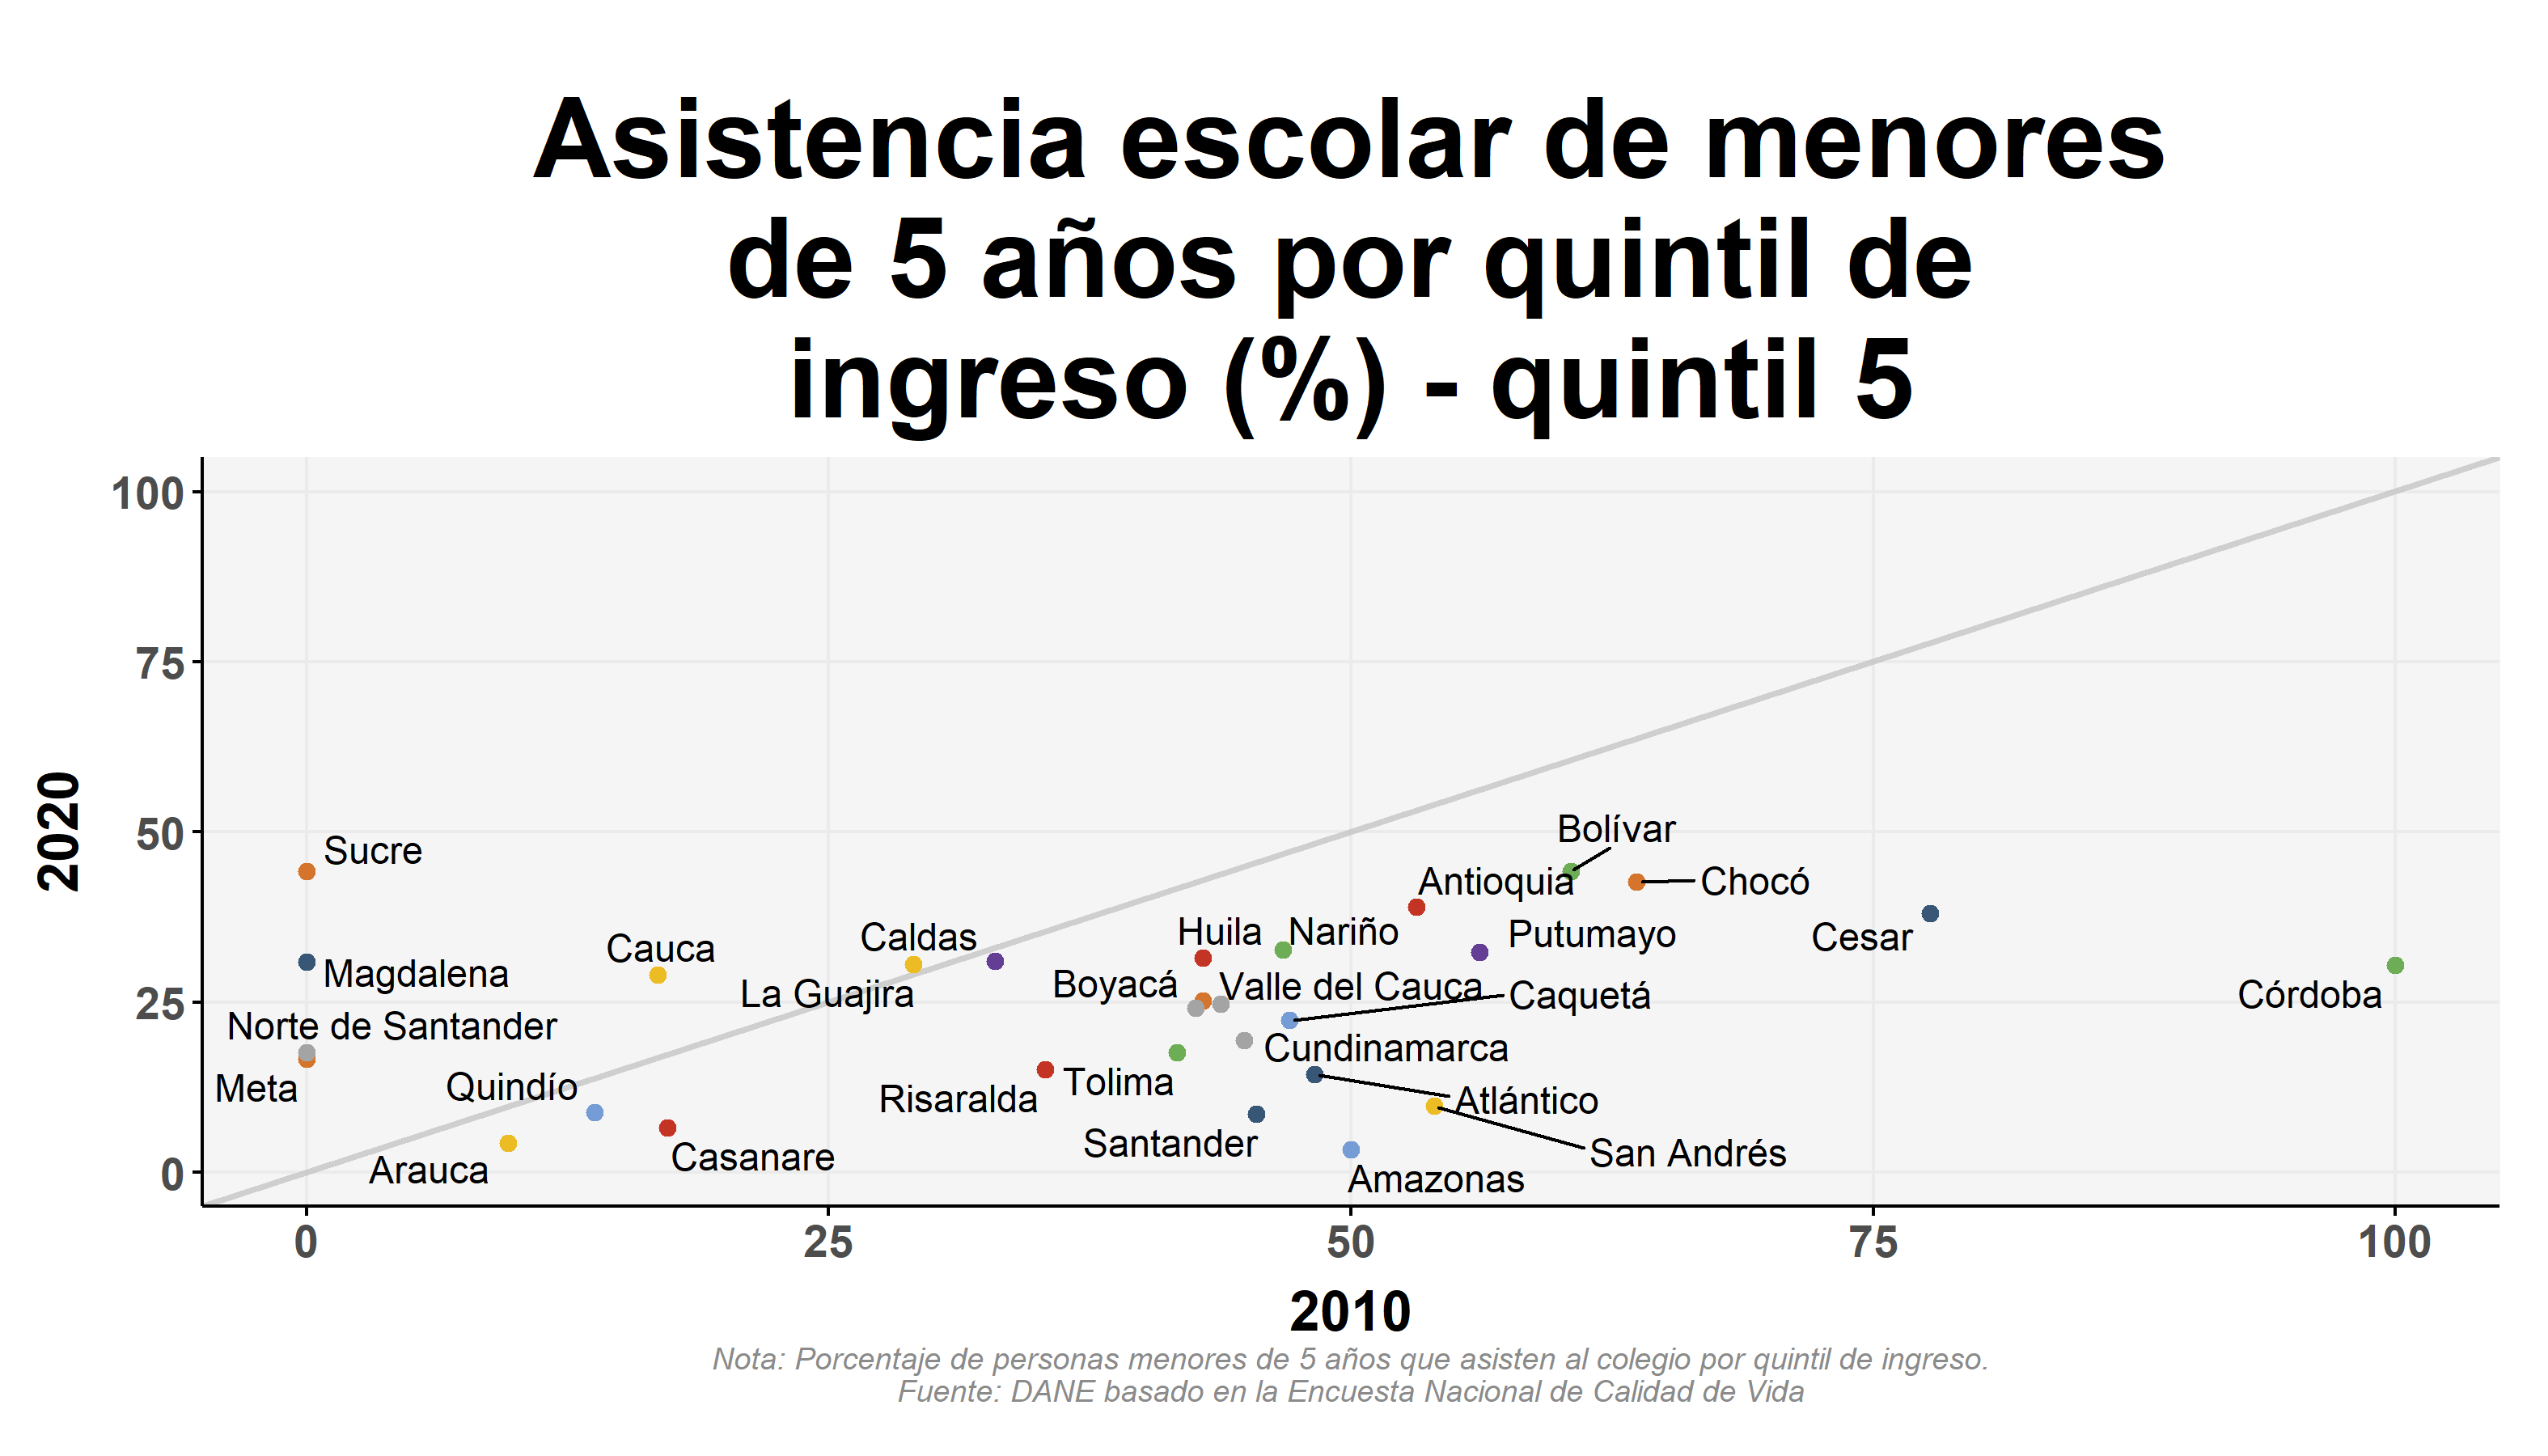 Asistencia escolar de menores
de 5 años por quintil de
ingreso (%) - quintil 5
2020
100
75
50
25
0
Bolívar
Sucre
Antioquia
Chocó
Huila
Nariño
Putumayo
Cesar
Caldas
Cauca
Magdalena
Boyacá
Valle del Cauca
La Guajira
Caquetá
Córdoba
Norte de Santander
Cundinamarca
Meta
Quindío
Tolima
Risaralda
Atlántico
Santander
San Andrés
Casanare
Arauca
Amazonas
0
25
50
75
100
2010
Nota: Porcentaje de personas menores de 5 años que asisten al colegio por quintil de ingreso.
Fuente: DANE basado en la Encuesta Nacional de Calidad de Vida